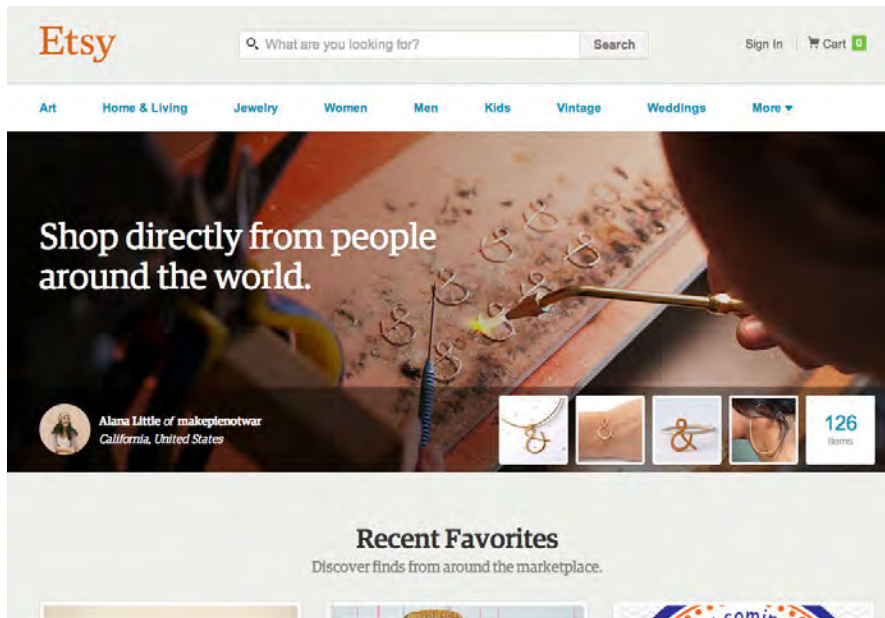 Etsy
What are you looking for?
Search
Sign In
Cart 0
Art Home & Living Jewelry Women Men Kids Vintage Weddings More
Shop directly from people
around the world.
Alana Little of makepienotwar
California, United States
126
items
Recent Favorites
Discover finds from around the marketplace.